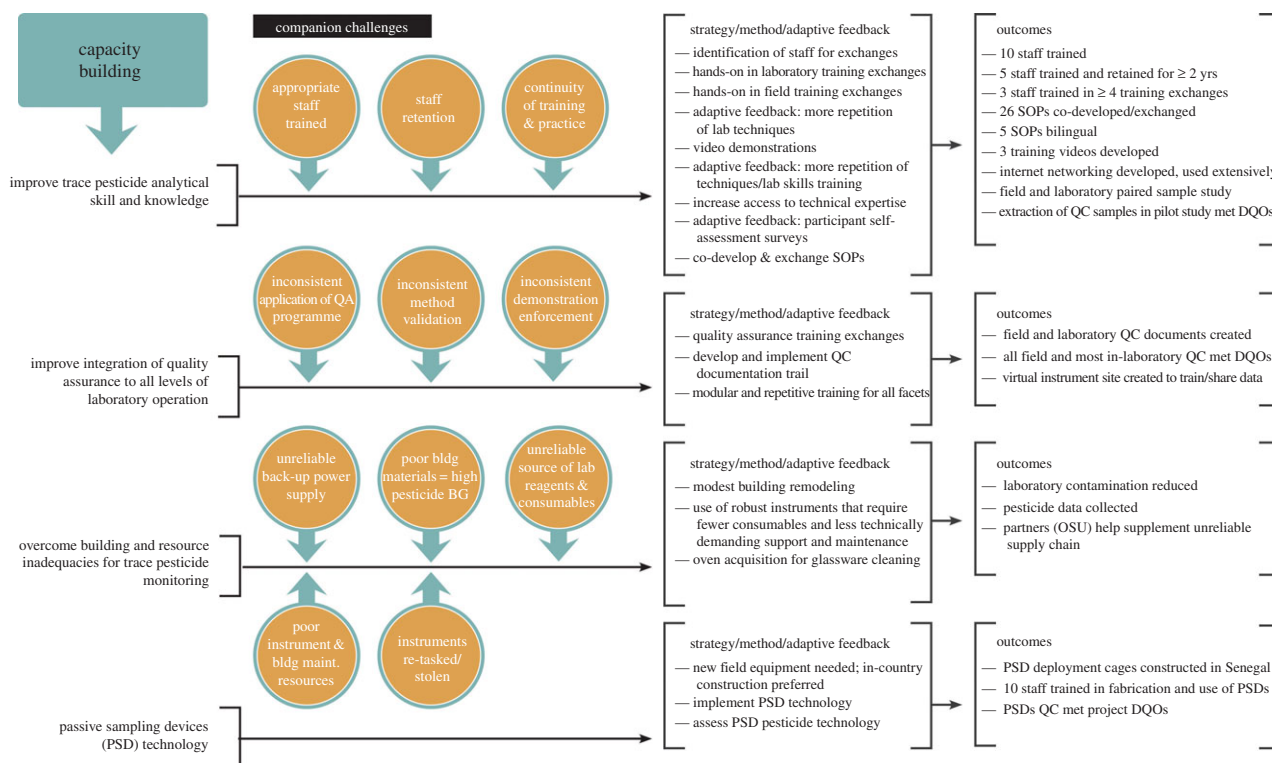 capacity
building
companion challenges
appropriate
staff
trained
staff
retention
continuity
of training
& practice
improve trace pesticide analytical
skill and knowledge
strategy/method/adaptive feedback
— identification of staff for exchanges
— hands-on in laboratory training exchanges
— hands-on in field training exchanges
— adaptive feedback: more repetition
of lab techniques
— video demonstrations
— adaptive feedback: more repetition of
techniques/lab skills training
— increase access to technical expertise
— adaptive feedback: participant self-
assessment surveys
— co-develop & exchange SOPs
outcomes
— 10 staff trained
— 5 staff trained and retained for ≥ 2 yrs
— 3 staff trained in ≥ 4 training exchanges
— 26 SOPs co-developed/exchanged
— 5 SOPs bilingual
— 3 training videos developed
— internet networking developed, used extensively
— field and laboratory paired sample study
— extraction of QC samples in pilot study met DQOs
inconsistent
application of QA
programme
inconsistent
method
validation
inconsistent
demonstration
enforcement
improve integration of quality
assurance to all levels of
laboratory operation
strategy/method/adaptive feedback
— quality assurance training exchanges
— develop and implement QC
documentation trail
— modular and repetitive training for all facets
outcomes
— field and laboratory QC documents created
— all field and most in-laboratory QC met DQOs
— virtual instrument site created to train/share data
unreliable
back-up power
supply
poor bldg
materials = high
pesticide BG
unreliable
source of lab
reagents &
consumables
overcome building and resource
inadequacies for trace pesticide
monitoring
poor
instrument &
bldg maint.
resources
instruments
re-tasked/
stolen
strategy/method/adaptive feedback
— modest building remodeling
— use of robust instruments that require
fewer consumables and less technically
demanding support and maintenance
— oven acquisition for glassware cleaning
outcomes
— laboratory contamination reduced
— pesticide data collected
— partners (OSU) help supplement unreliable
supply chain
passive sampling devices
(PSD) technology
strategy/method/adaptive feedback
— new field equipment needed; in-country
construction preferred
— implement PSD technology
— assess PSD pesticide technology
outcomes
— PSD deployment cages constructed in Senegal
— 10 staff trained in fabrication and use of PSDs
— PSDs QC met project DQOs